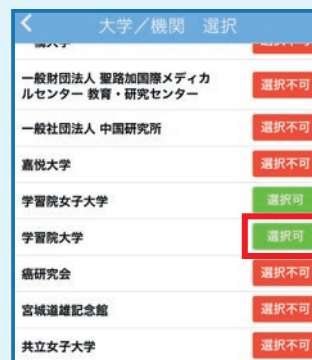 大学/機関 選択
一般財団法人 聖路加国際メディカ
ルセンター 教育・研究センター
選択不可
一般社団法人 中国研究所
選択不可
嘉悦大学
選択不可
学習院女子大学
選択可
学習院大学
選択可
癌研究会
選択不可
宮城道雄記念館
選択不可
共立女子大学
選択不可